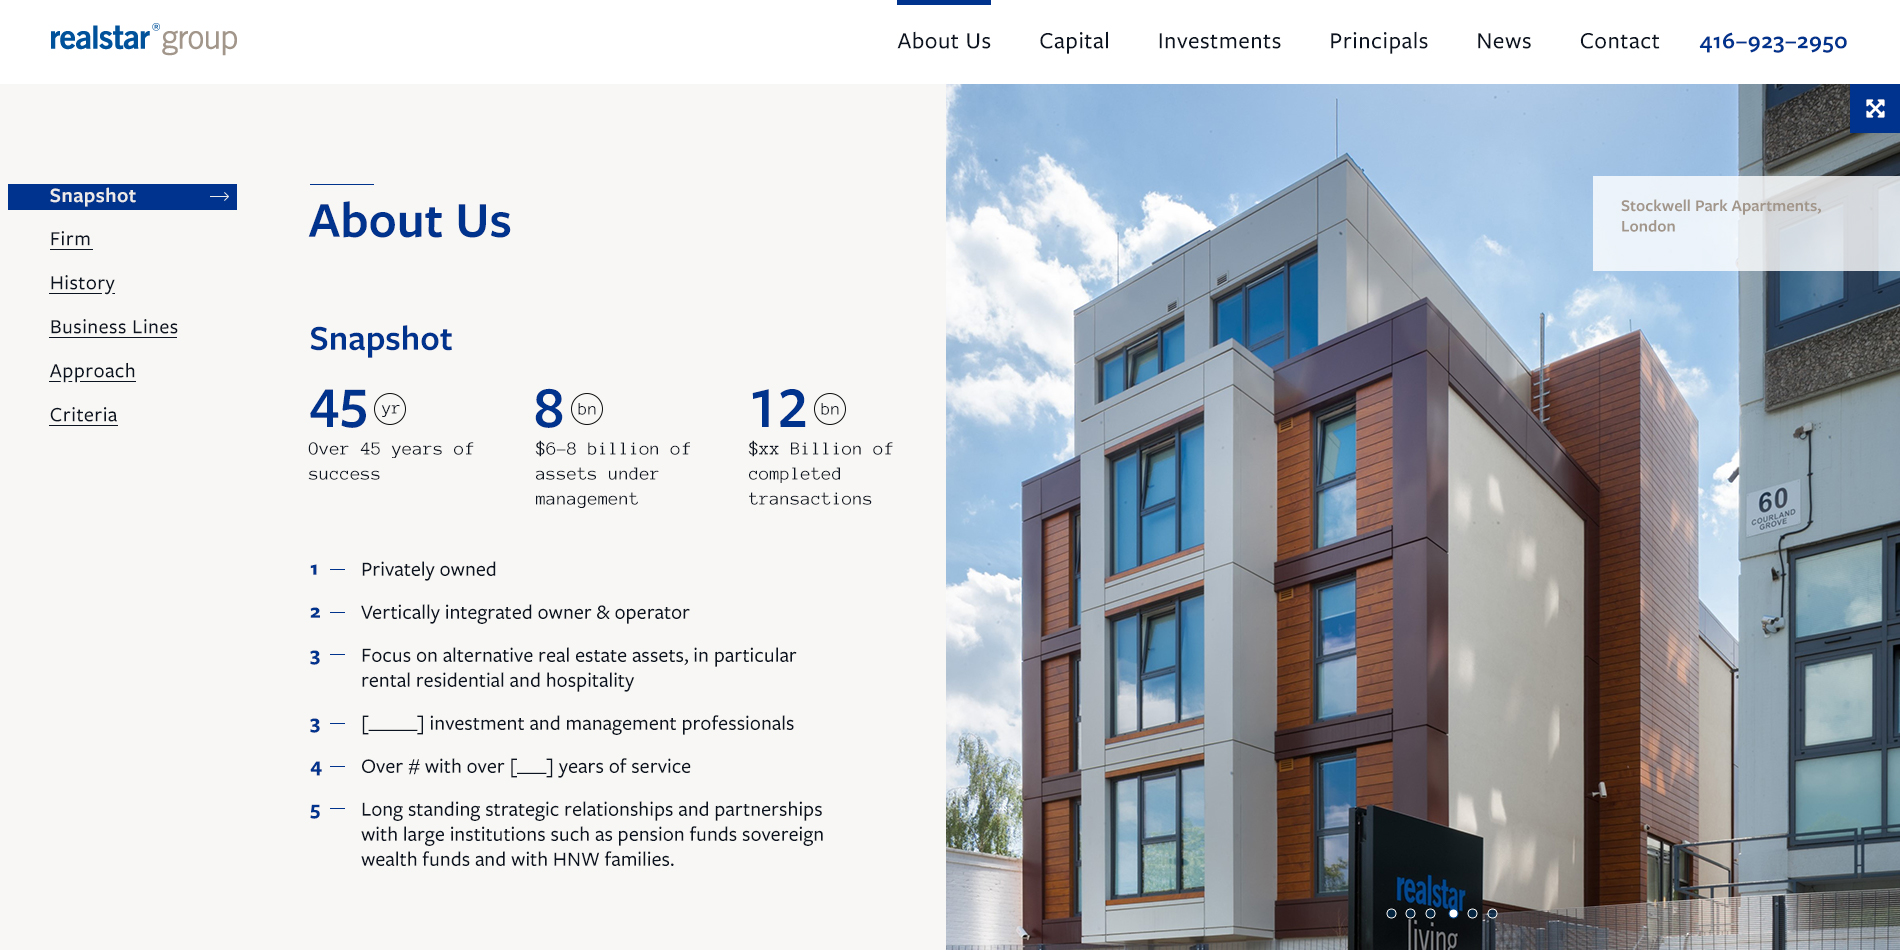 realstar® group
About Us
Capital
Investments
Principals
News
Contact
416–923–2950
Snapshot
Firm
History
Business Lines
Approach
Criteria
About Us
Snapshot
45 yr
Over 45 years of
success
8 bn
$6–8 billion of
assets under
management
12 bn
$xx Billion of
completed
transactions
1 — Privately owned
2 — Vertically integrated owner & operator
3 — Focus on alternative real estate assets, in particular
rental residential and hospitality
3 — [_____] investment and management professionals
4 — Over # with over [___] years of service
5 — Long standing strategic relationships and partnerships
with large institutions such as pension funds sovereign
wealth funds and with HNW families.
Stockwell Park Apartments,
London
60
COURLAND
GROVE
realstar
living